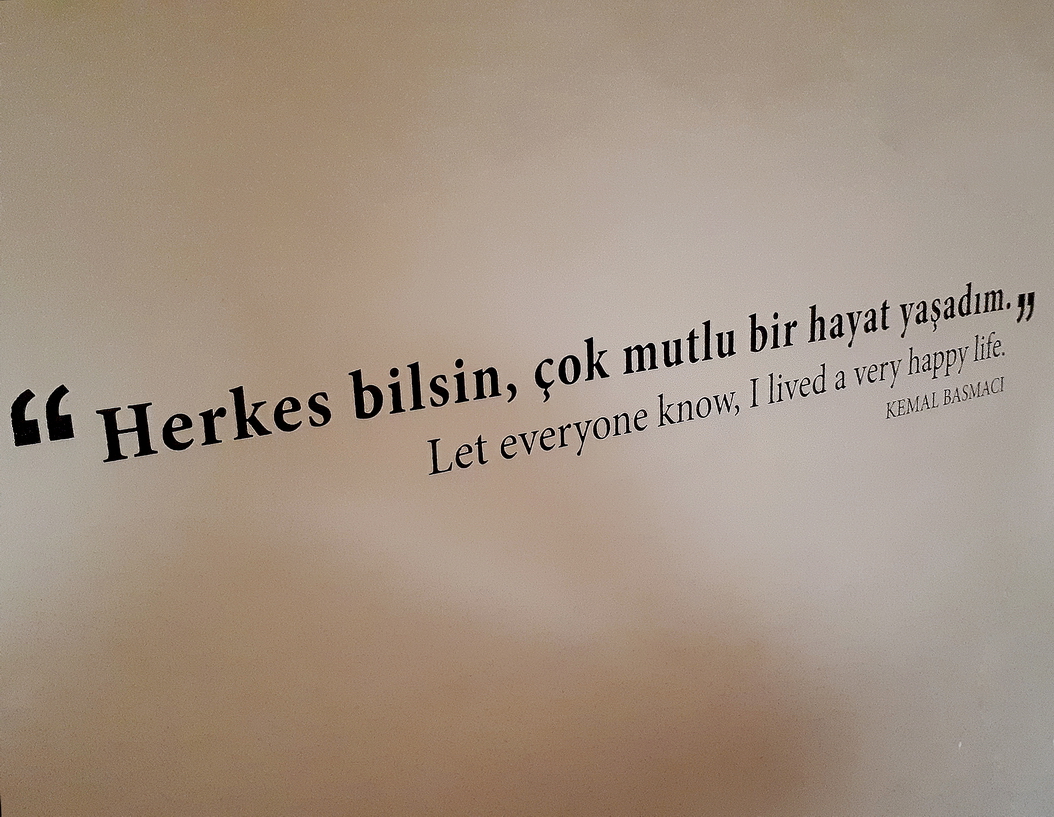 “Herkes bilsin, çok mutlu bir hayat yaşadım.”
Let everyone know, I lived a very happy life.
KEMAL BASMACI